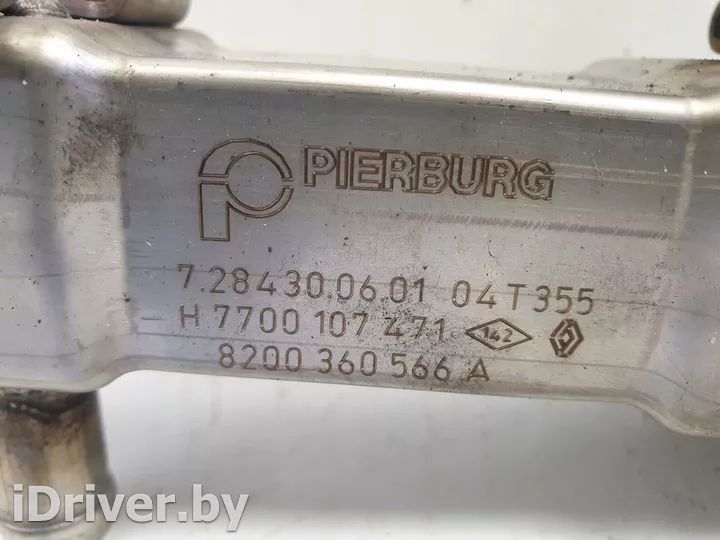 PIERBURG
7.28430.06.01 04T355
H 7700 107 471 142
8200 360 566 A
iDriver.by